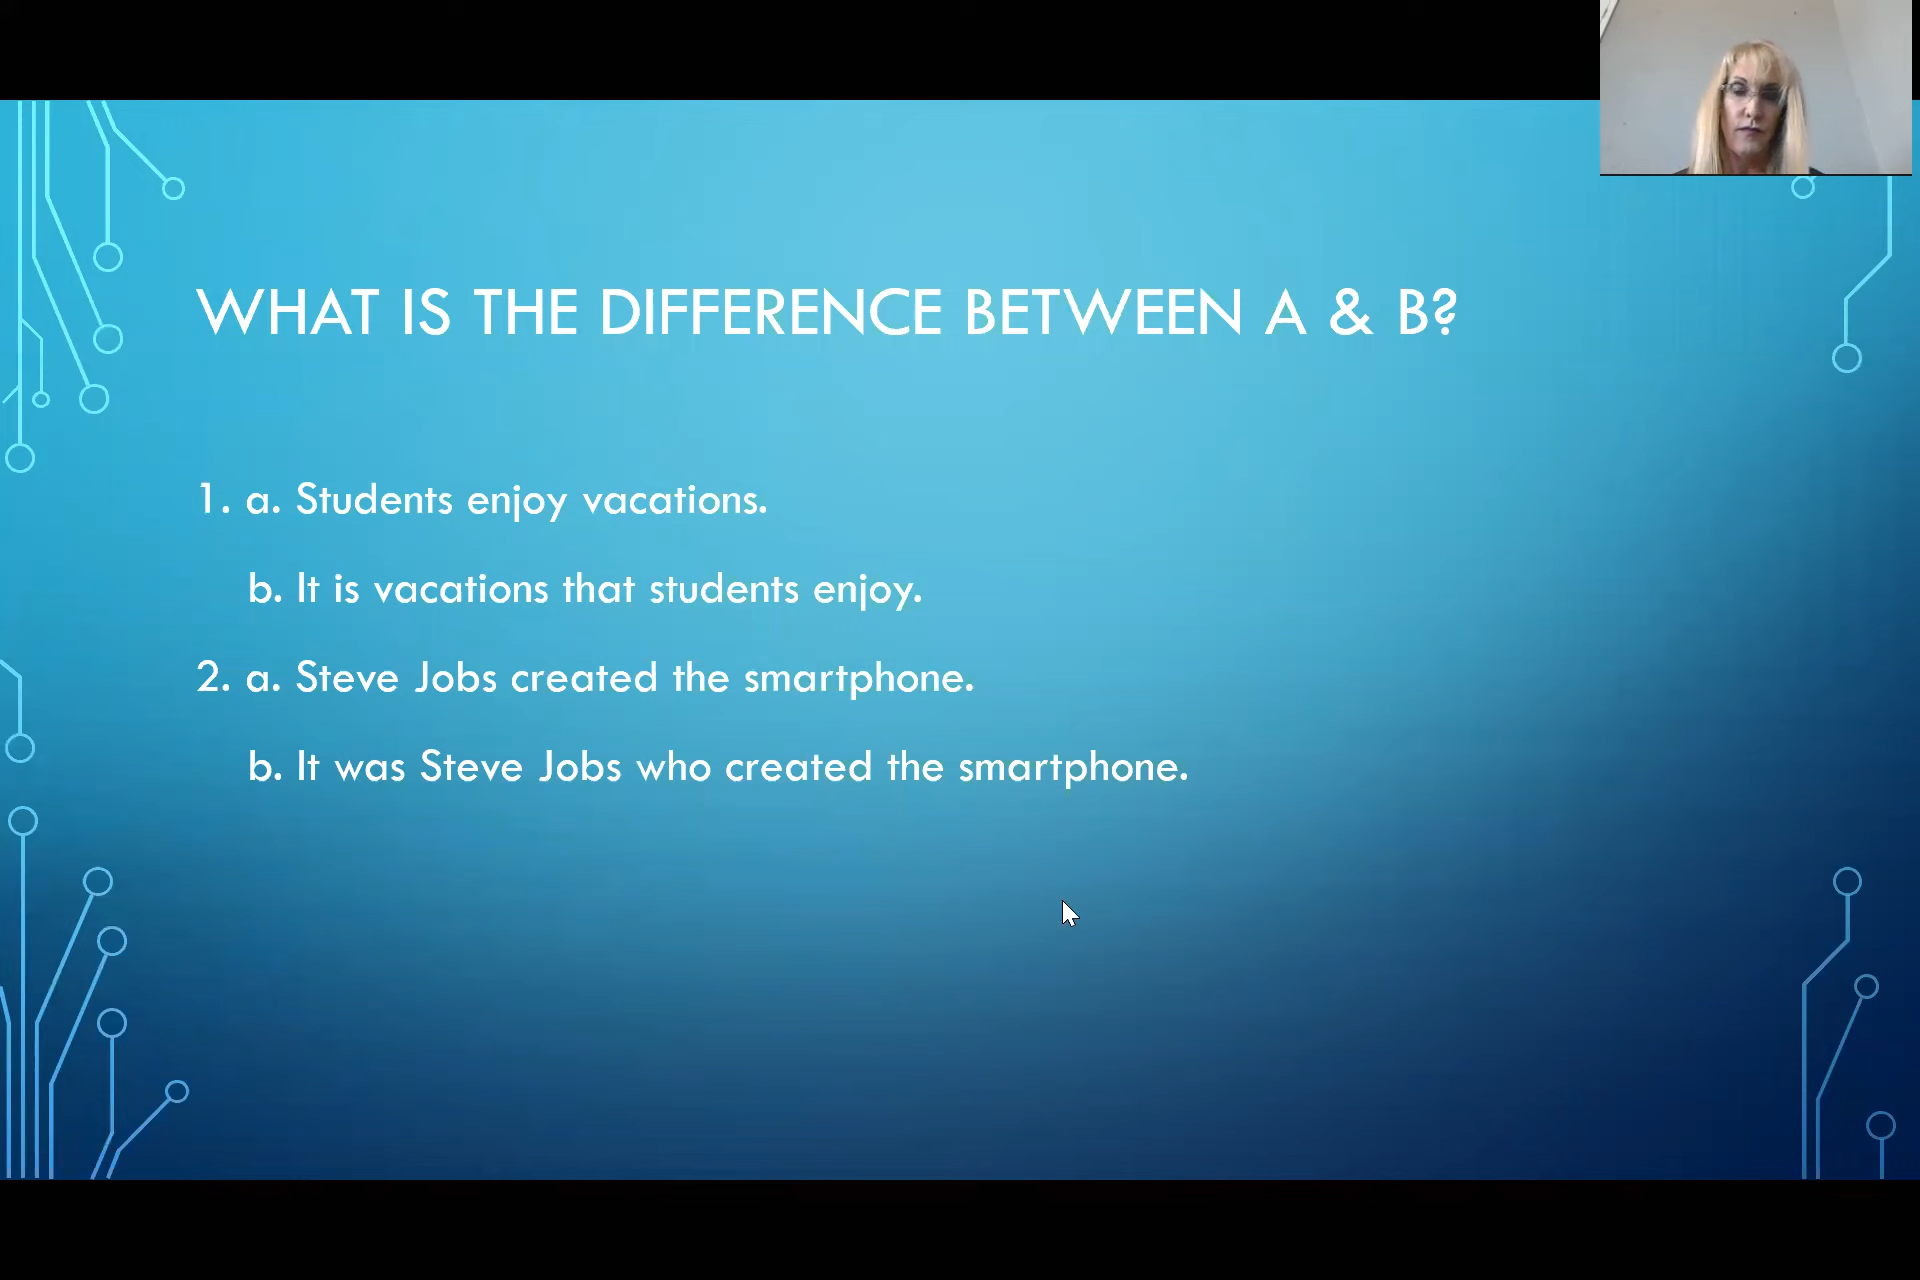 WHAT IS THE DIFFERENCE BETWEEN A & B?
1. a. Students enjoy vacations.
b. It is vacations that students enjoy.
2. a. Steve Jobs created the smartphone.
b. It was Steve Jobs who created the smartphone.